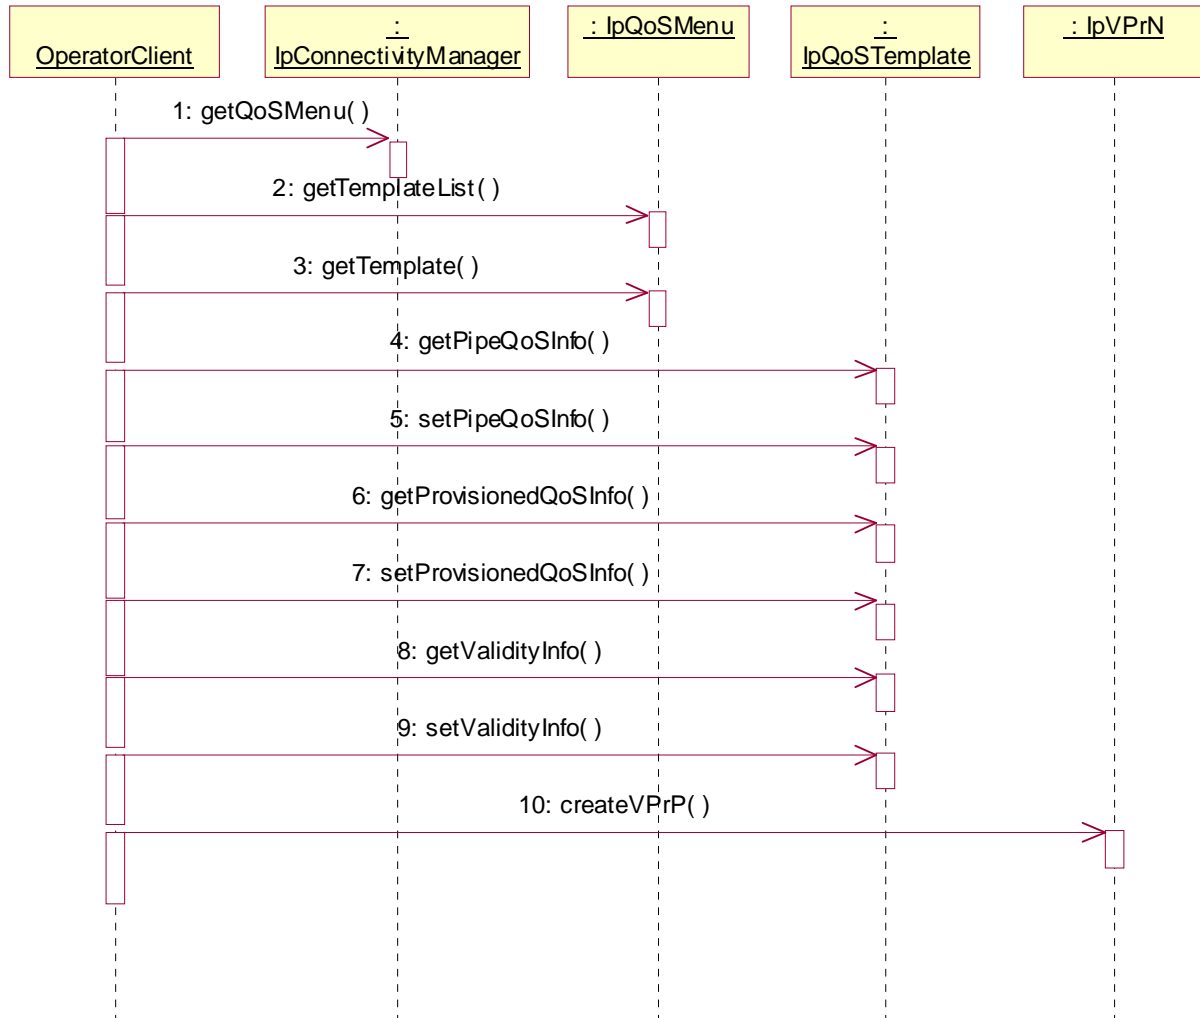 OperatorClient
:
IpConnectivityManager
: IpQoSMenu
:
IpQoSTemplate
: IpVPrN
1: getQoSMenu( )
2: getTemplateList( )
3: getTemplate( )
4: getPipeQoSInfo( )
5: setPipeQoSInfo( )
6: getProvisionedQoSInfo( )
7: setProvisionedQoSInfo( )
8: getValidityInfo( )
9: setValidityInfo( )
10: createVPrP( )